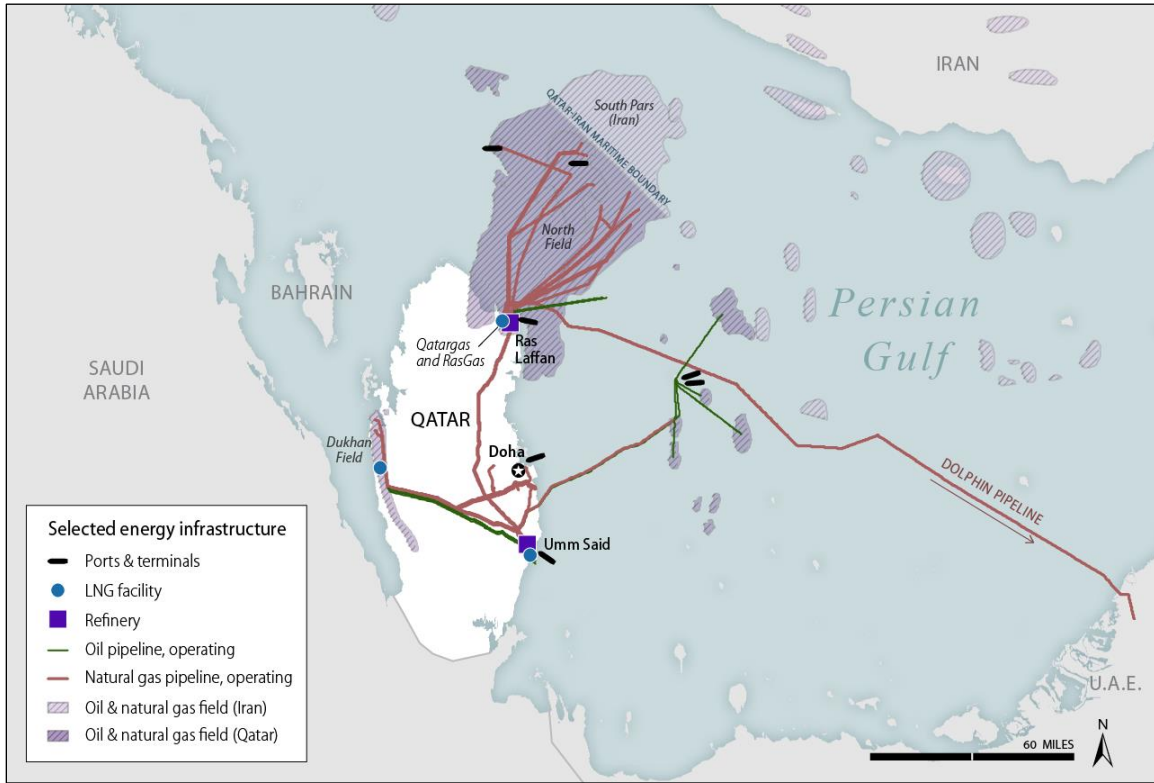 IRAN
South Pars
(Iran)
QATAR-IRAN MARITIME BOUNDARY
North
Field
BAHRAIN
Persian
Gulf
Qatargas
and RasGas
Ras
Laffan
SAUDI
ARABIA
QATAR
Dukhan
Field
Doha
DOLPHIN PIPELINE
Umm Said
Selected energy infrastructure
Ports & terminals
LNG facility
Refinery
Oil pipeline, operating
Natural gas pipeline, operating
Oil & natural gas field (Iran)
Oil & natural gas field (Qatar)
U.A.E.
N
60 MILES